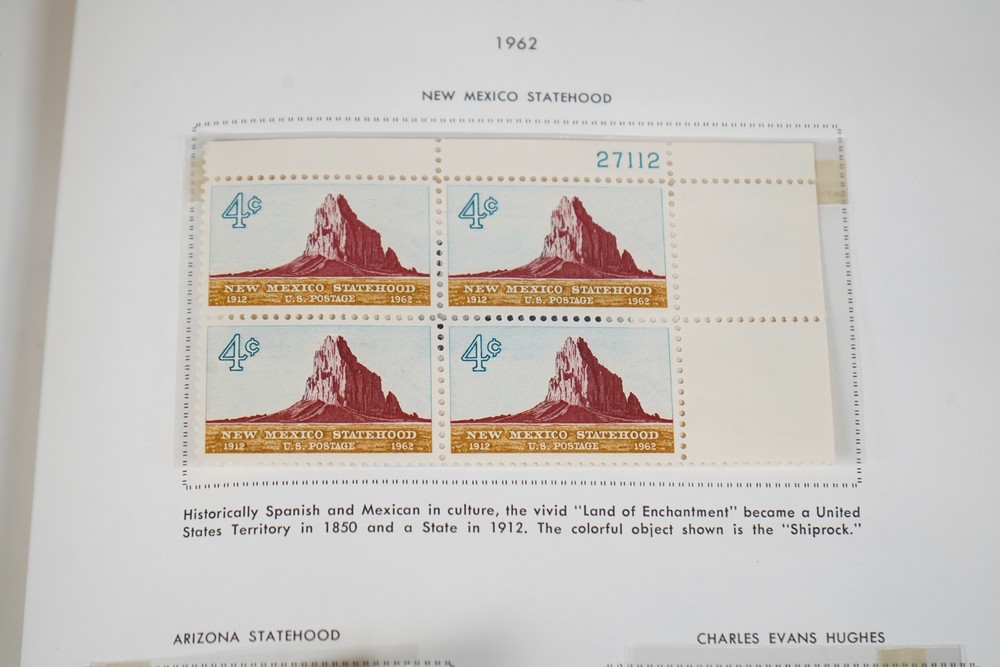 1962
NEW MEXICO STATEHOOD
27112
4¢
NEW MEXICO STATEHOOD
1912 U.S. POSTAGE 1962
4¢
NEW MEXICO STATEHOOD
1912 U.S. POSTAGE 1962
4¢
NEW MEXICO STATEHOOD
1912 U.S. POSTAGE 1962
4¢
NEW MEXICO STATEHOOD
1912 U.S. POSTAGE 1962
Historically Spanish and Mexican in culture, the vivid "Land of Enchantment" became a United
States Territory in 1850 and a State in 1912. The colorful object shown is the "Shiprock."
ARIZONA STATEHOOD
CHARLES EVANS HUGHES